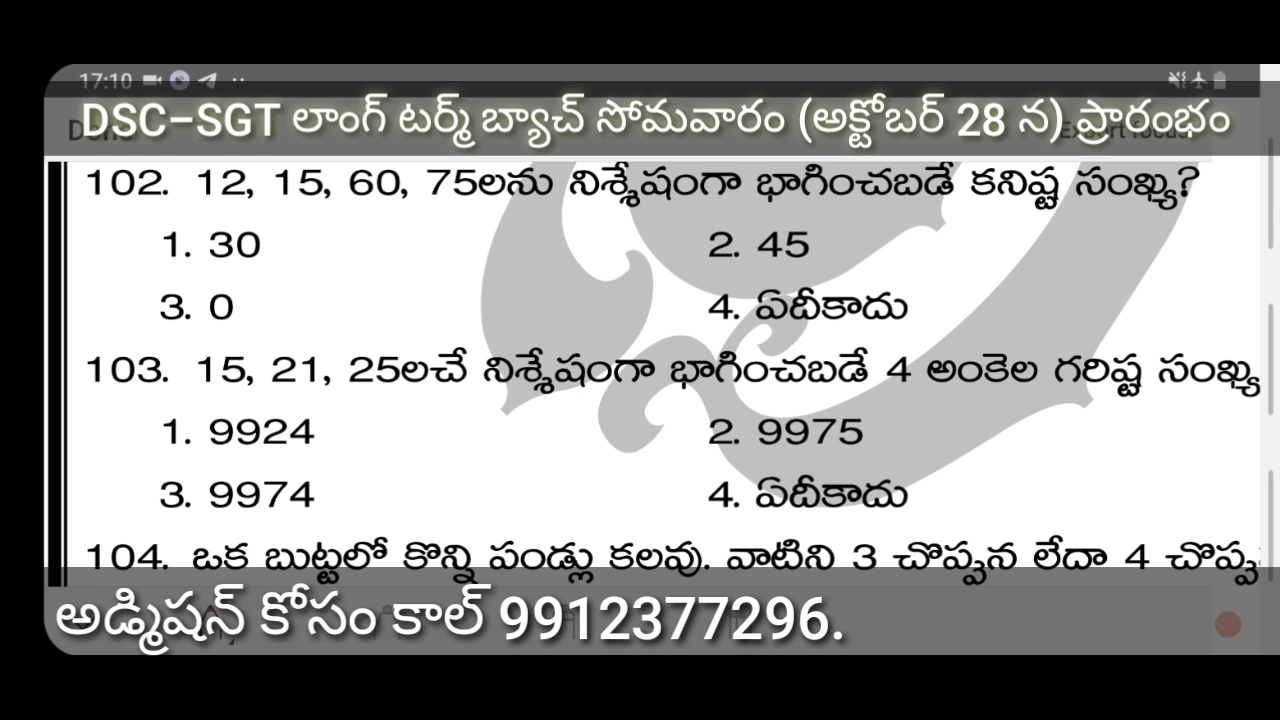 17:10
DSC-SGT లాంగ్ టర్మ్ బ్యాచ్ సోమవారం (అక్టోబర్ 28 న) ప్రారంభం
102. 12, 15, 60, 75లను నిశ్శేషంగా భాగించబడే కనిష్ట సంఖ్య?
1. 30 2. 45
3. 0 4. ఏదీకాదు
103. 15, 21, 25లచే నిశ్శేషంగా భాగించబడే 4 అంకెల గరిష్ట సంఖ్య
1. 9924 2. 9975
3. 9974 4. ఏదీకాదు
104. ఒక బుట్టలో కొన్ని పండ్లు కలవు. వాటిని 3 చొప్పున లేదా 4 చొప్పు
అడ్మిషన్ కోసం కాల్ 9912377296.